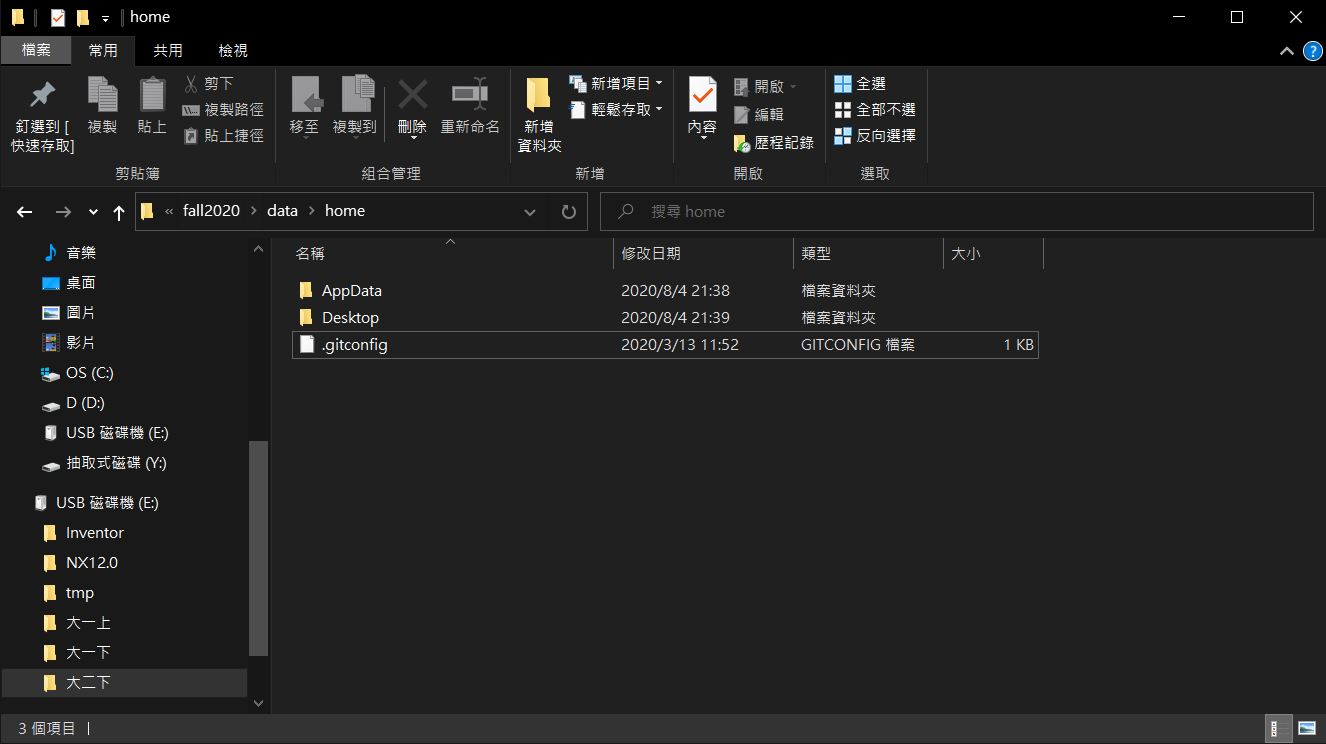 home
檔案 常用 共用 檢視
釘選到 [
快速存取]
複製
貼上
剪下
複製路徑
貼上捷徑
剪貼簿
移至
複製到
刪除
重新命名
組合管理
新增
資料夾
新增項目
輕鬆存取
新增
內容
開啟
編輯
歷程記錄
開啟
全選
全部不選
反向選擇
選取
« fall2020 > data > home
搜尋 home
音樂
桌面
圖片
影片
OS (C:)
D (D:)
USB 磁碟機 (E:)
抽取式磁碟 (Y:)
USB 磁碟機 (E:)
Inventor
NX12.0
tmp
大一上
大一下
大二下
名稱 修改日期 類型 大小
AppData 2020/8/4 21:38 檔案資料夾
Desktop 2020/8/4 21:39 檔案資料夾
.gitconfig 2020/3/13 11:52 GITCONFIG 檔案 1 KB
3 個項目